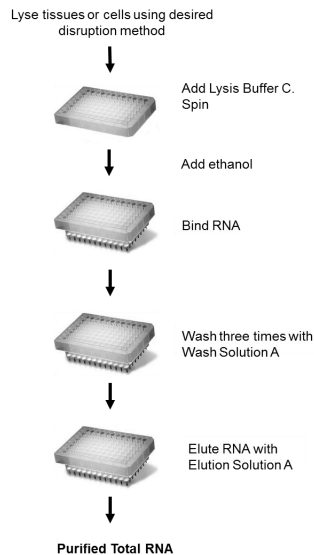 Lyse tissues or cells using desired
disruption method
Add Lysis Buffer C.
Spin
Add ethanol
Bind RNA
Wash three times with
Wash Solution A
Elute RNA with
Elution Solution A
Purified Total RNA